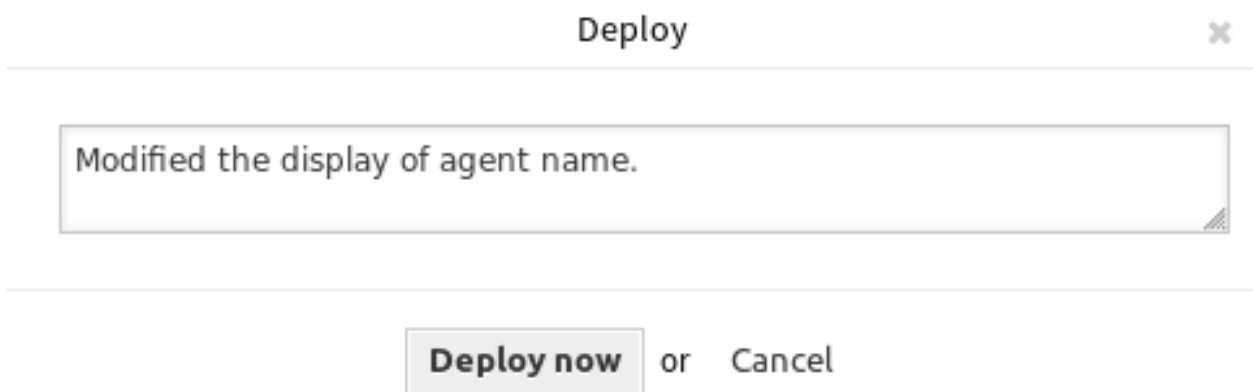 Deploy
Modified the display of agent name.
Deploy now or Cancel